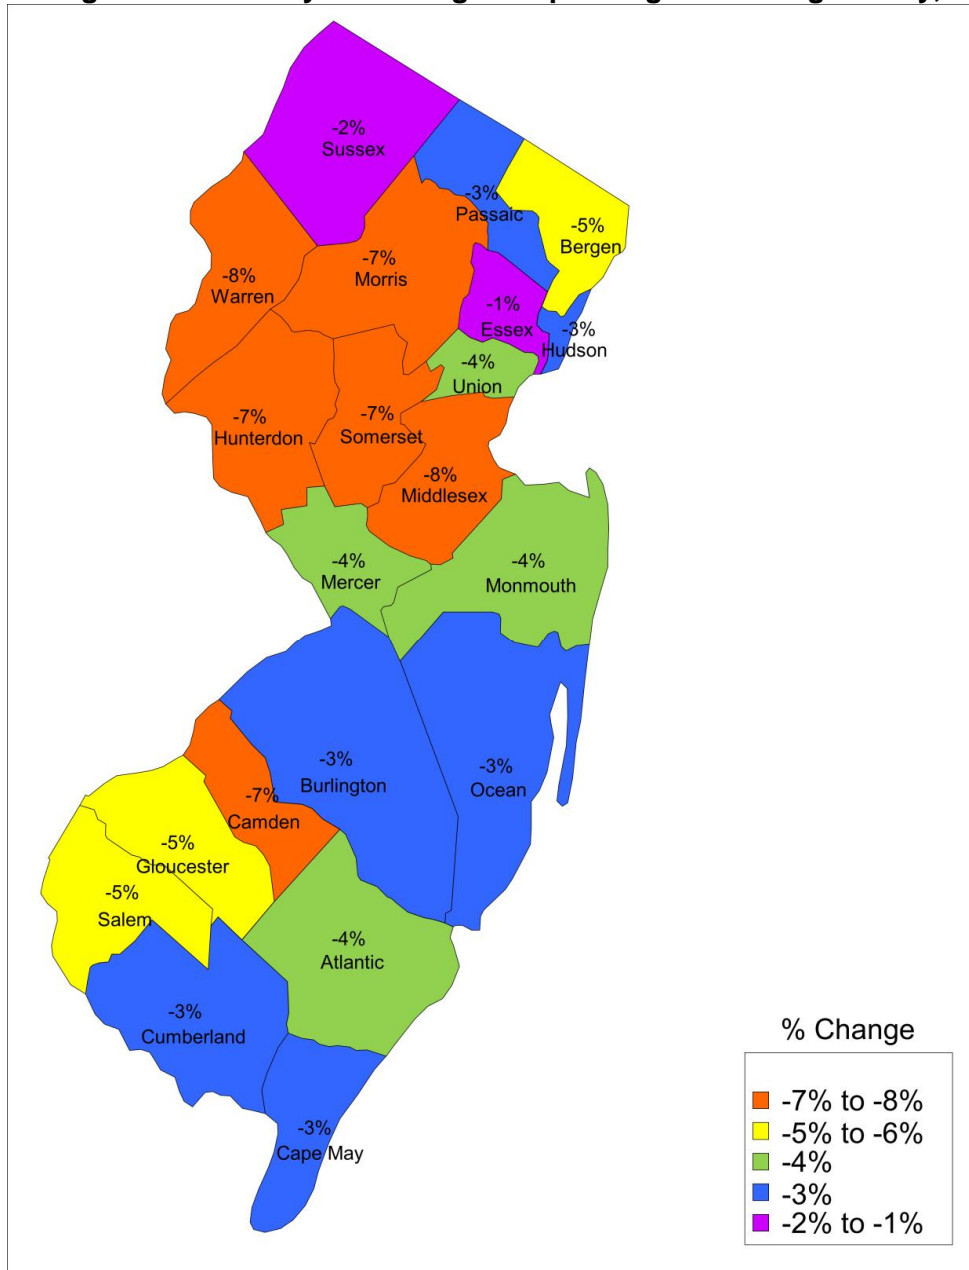 -2%
Sussex
-3%
Passaic
-5%
Bergen
-7%
Morris
-8%
Warren
-1%
Essex
-3%
Hudson
-4%
Union
-7%
Hunterdon
-7%
Somerset
-8%
Middlesex
-4%
Mercer
-4%
Monmouth
-3%
Burlington
-3%
Ocean
-7%
Camden
-5%
Gloucester
-5%
Salem
-4%
Atlantic
-3%
Cumberland
-3%
Cape May
% Change
-7% to -8%
-5% to -6%
-4%
-3%
-2% to -1%